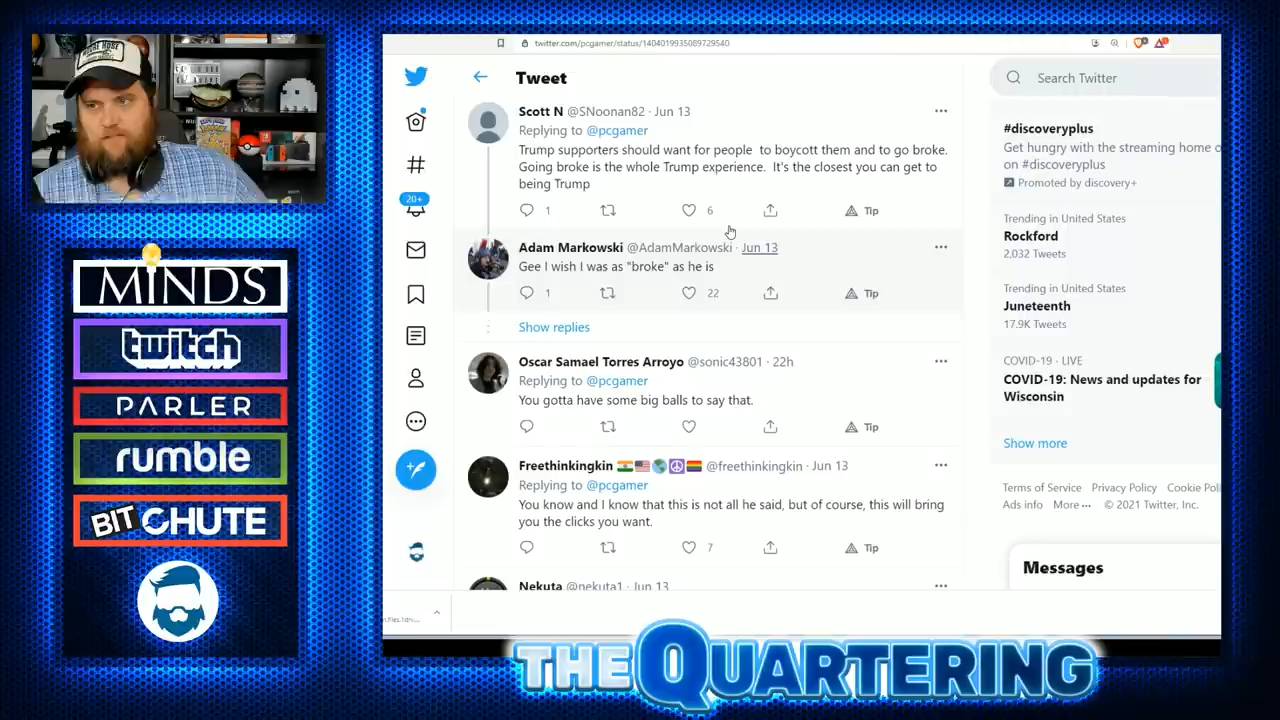 twitter.com/pcgamer/status/1404019935089729540
Tweet
Search Twitter
Scott N @SNoonan82 · Jun 13
Replying to @pcgamer
Trump supporters should want for people to boycott them and to go broke.
Going broke is the whole Trump experience. It's the closest you can get to
being Trump
1
6
Tip
Adam Markowski @AdamMarkowski · Jun 13
Gee I wish I was as "broke" as he is
1
22
Tip
Show replies
Oscar Samael Torres Arroyo @sonic43801 · 22h
Replying to @pcgamer
You gotta have some big balls to say that.
Tip
Freethinkingkin @freethinkingkin · Jun 13
Replying to @pcgamer
You know and I know that this is not all he said, but of course, this will bring
you the clicks you want.
7
Tip
Nekuta @nekuta1 · Jun 13
20+
#discoveryplus
Get hungry with the streaming home o
on #discoveryplus
Promoted by discovery+
Trending in United States
Rockford
2,032 Tweets
Trending in United States
Juneteenth
17.9K Tweets
COVID-19 · LIVE
COVID-19: News and updates for
Wisconsin
Show more
Terms of Service Privacy Policy Cookie Poli
Ads info More ··· © 2021 Twitter, Inc.
Messages
MINDS
twitch
PARLER
rumble
BITCHUTE
THE QUARTERING